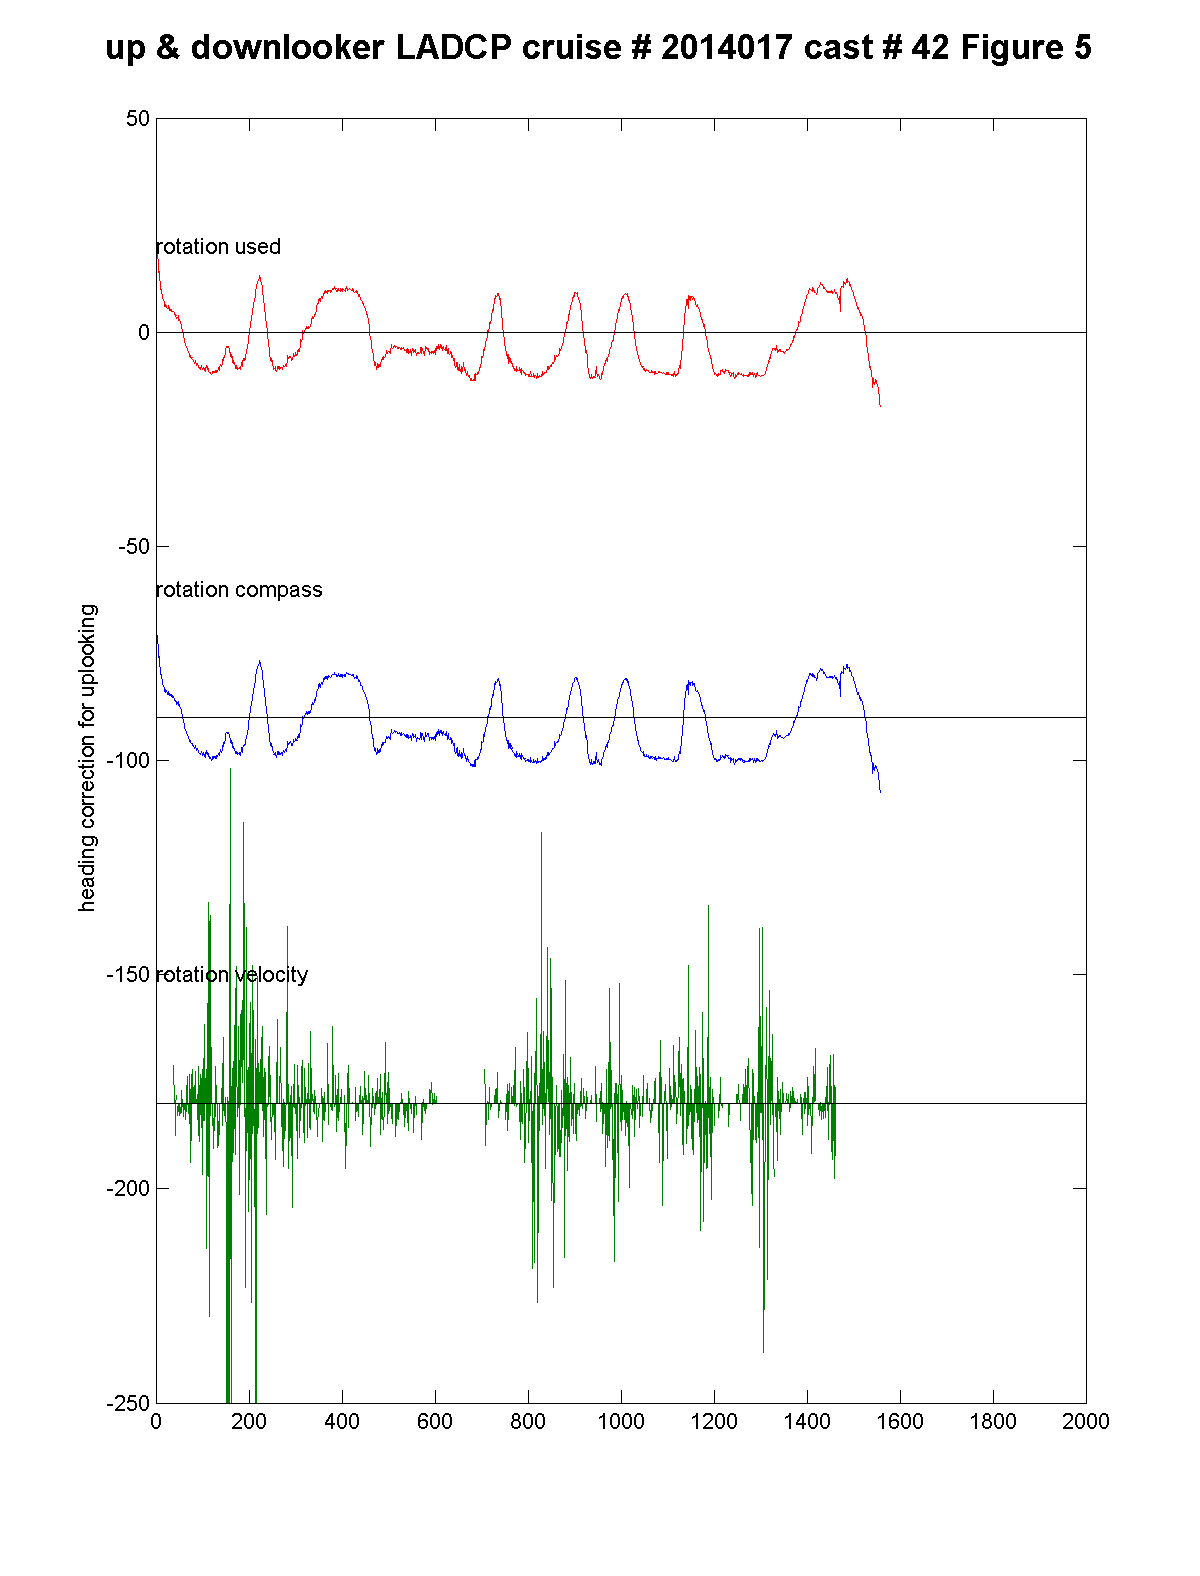 up & downlooker LADCP cruise # 2014017 cast # 42 Figure 5
50
rotation used
0
-50
rotation compass
heading correction for uplooking
-100
-150
rotation velocity
-200
-250
0 200 400 600 800 1000 1200 1400 1600 1800 2000